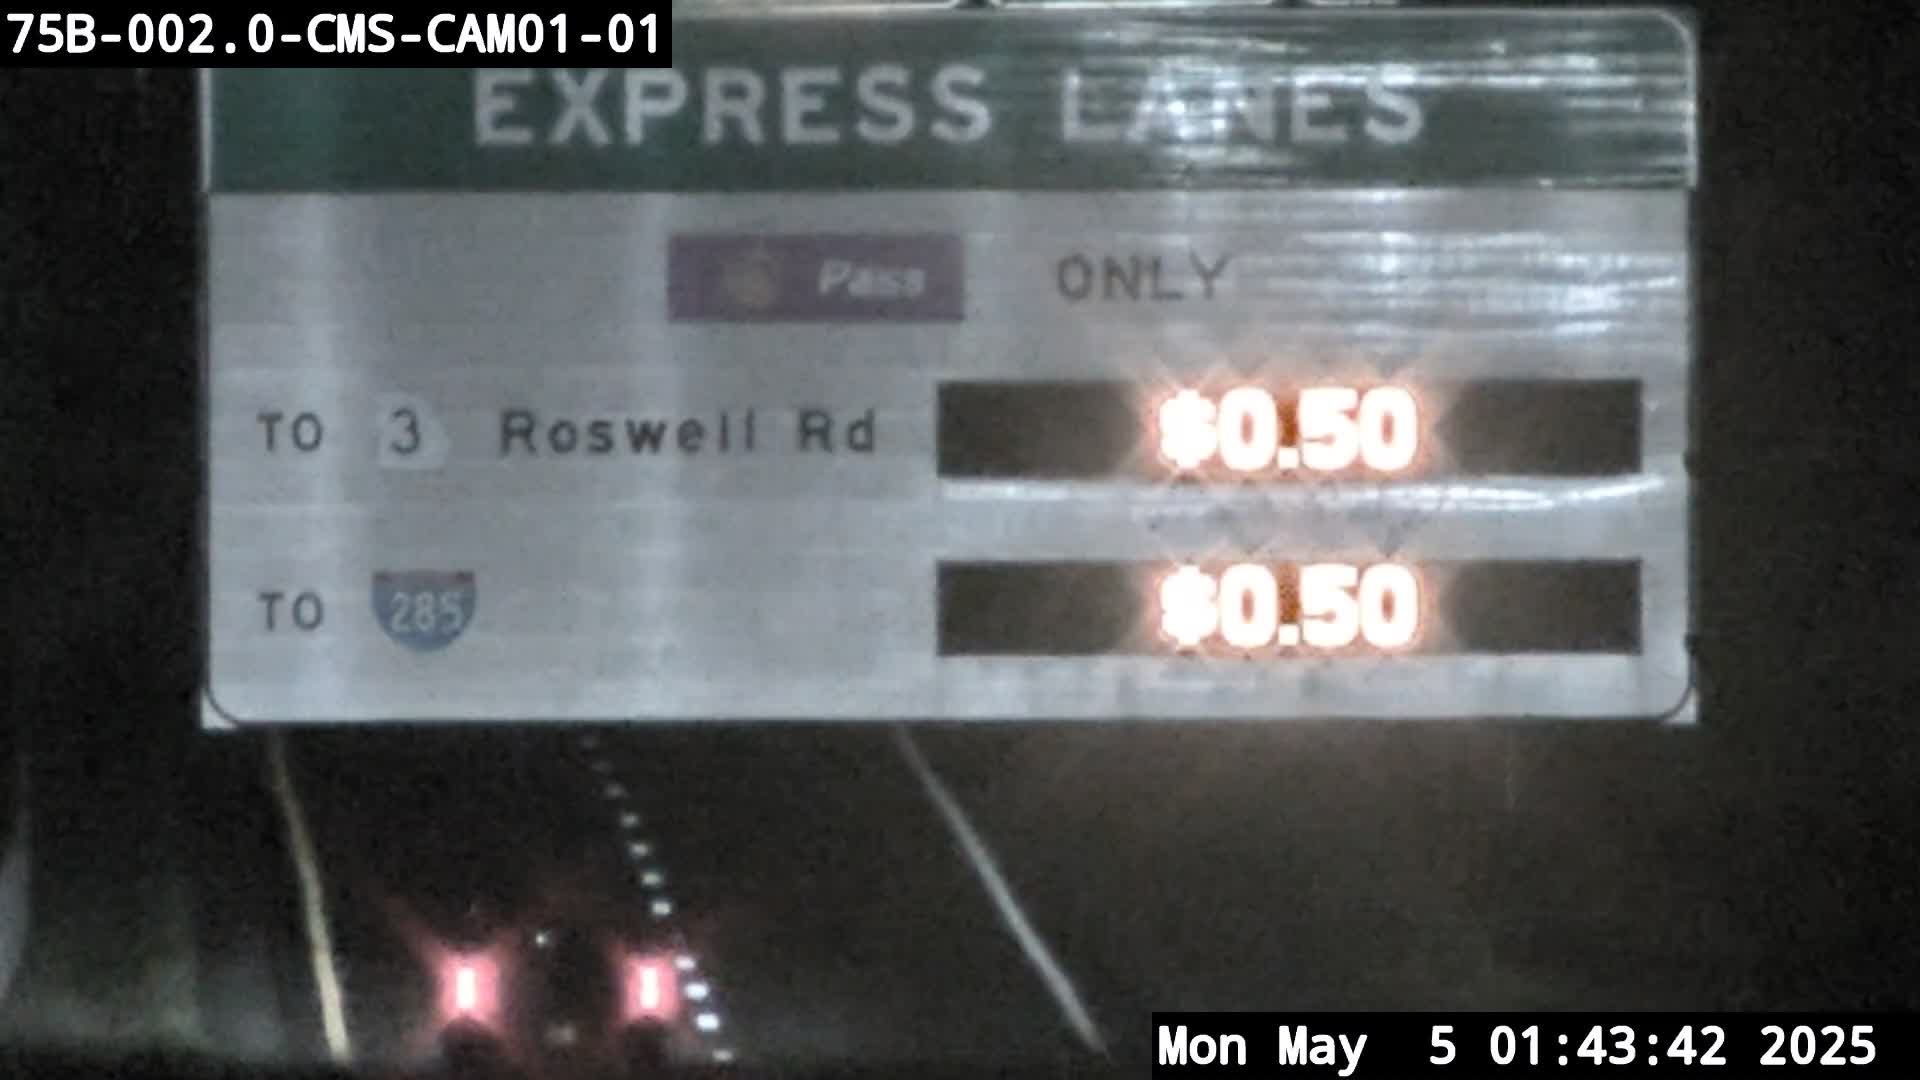 75B-002.0-CMS-CAM01-01
EXPRESS LANES
Pass ONLY
TO 3 Roswell Rd $0.50
TO 285 $0.50
Mon May 5 01:43:42 2025